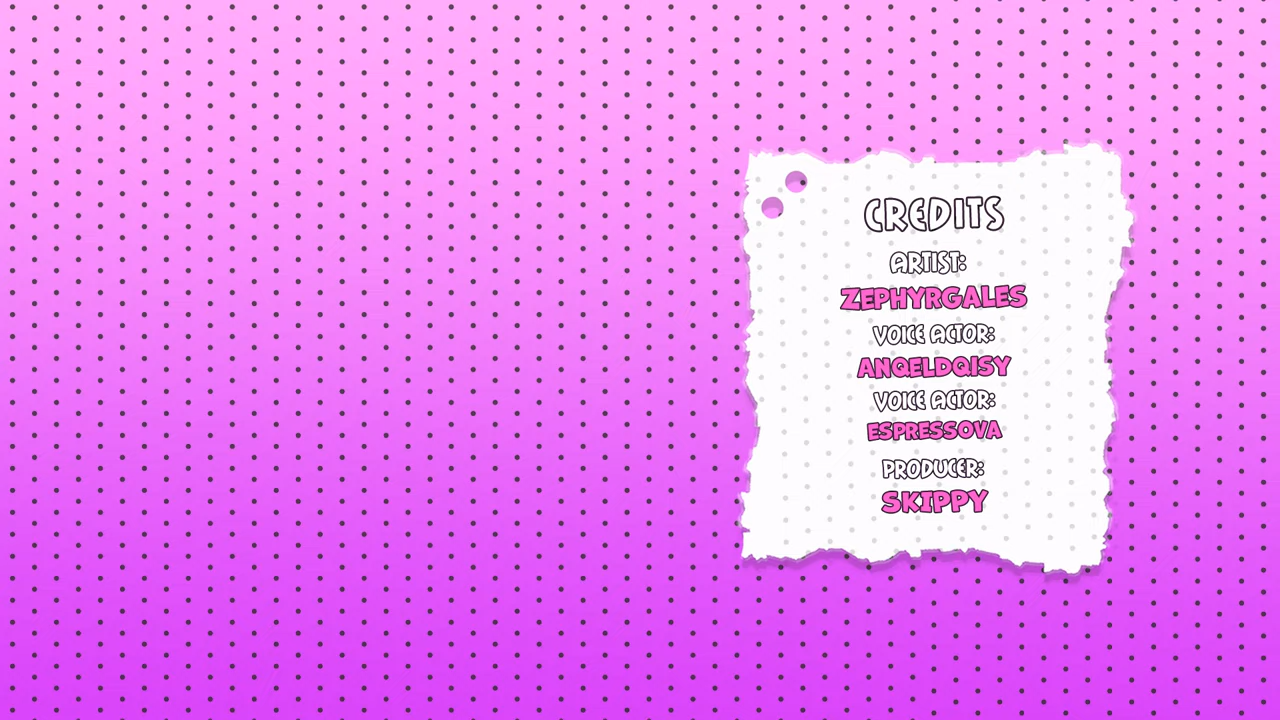 CREDITS
ARTIST:
ZEPHYRGALES
VOICE ACTOR:
ANQELDQISY
VOICE ACTOR:
ESPRESSOVA
PRODUCER:
SKIPPY